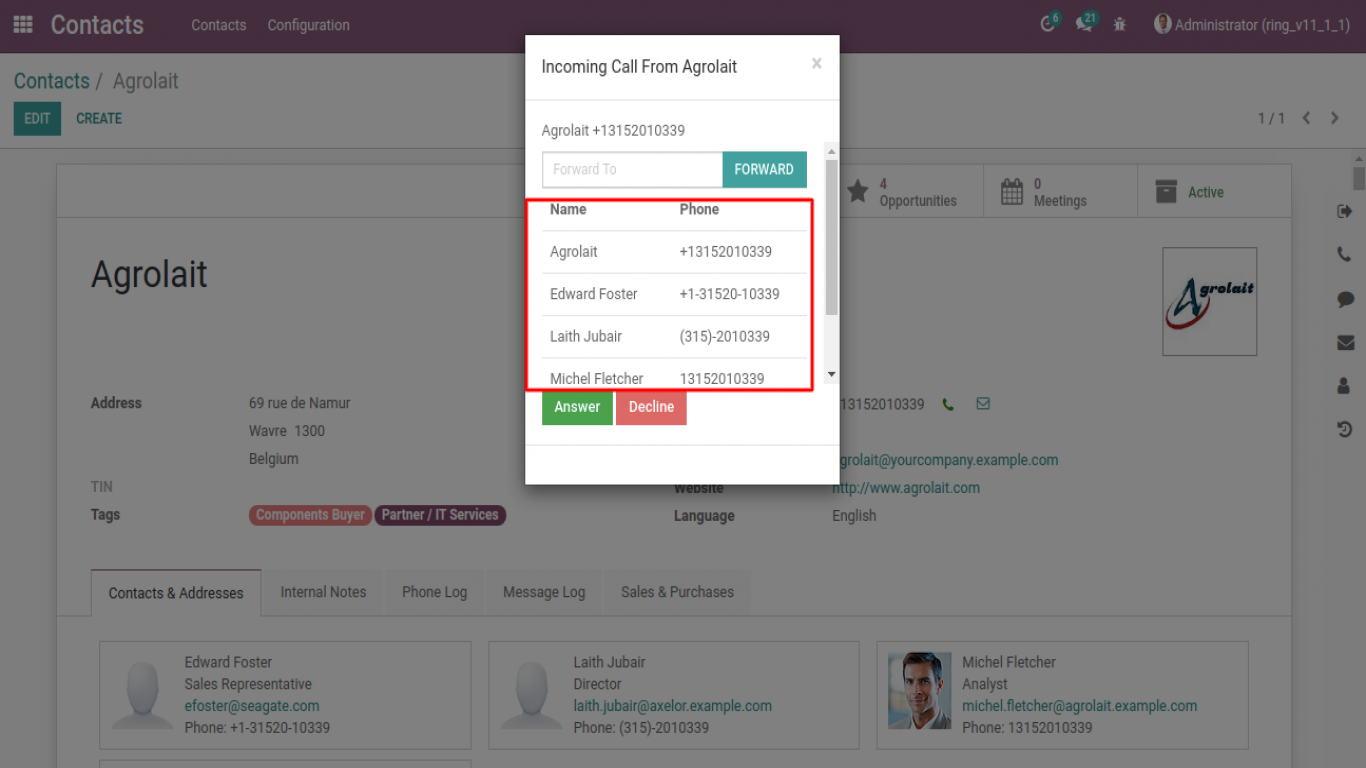 Contacts
Contacts Configuration
6 21 Administrator (ring_v11_1_1)
Contacts / Agrolait
EDIT CREATE
1 / 1
Incoming Call From Agrolait ×
Agrolait +13152010339
Forward To FORWARD
Name Phone
Agrolait +13152010339
Edward Foster +1-31520-10339
Laith Jubair (315)-2010339
Michel Fletcher 13152010339
Answer Decline
4
Opportunities
0
Meetings
Active
Agrolait
Agrolait
Address 69 rue de Namur
Wavre 1300
Belgium
TIN
Tags Components Buyer Partner / IT Services
13152010339
grolait@yourcompany.example.com
Website http://www.agrolait.com
Language English
Contacts & Addresses Internal Notes Phone Log Message Log Sales & Purchases
Edward Foster
Sales Representative
efoster@seagate.com
Phone: +1-31520-10339
Laith Jubair
Director
laith.jubair@axelor.example.com
Phone: (315)-2010339
Michel Fletcher
Analyst
michel.fletcher@agrolait.example.com
Phone: 13152010339